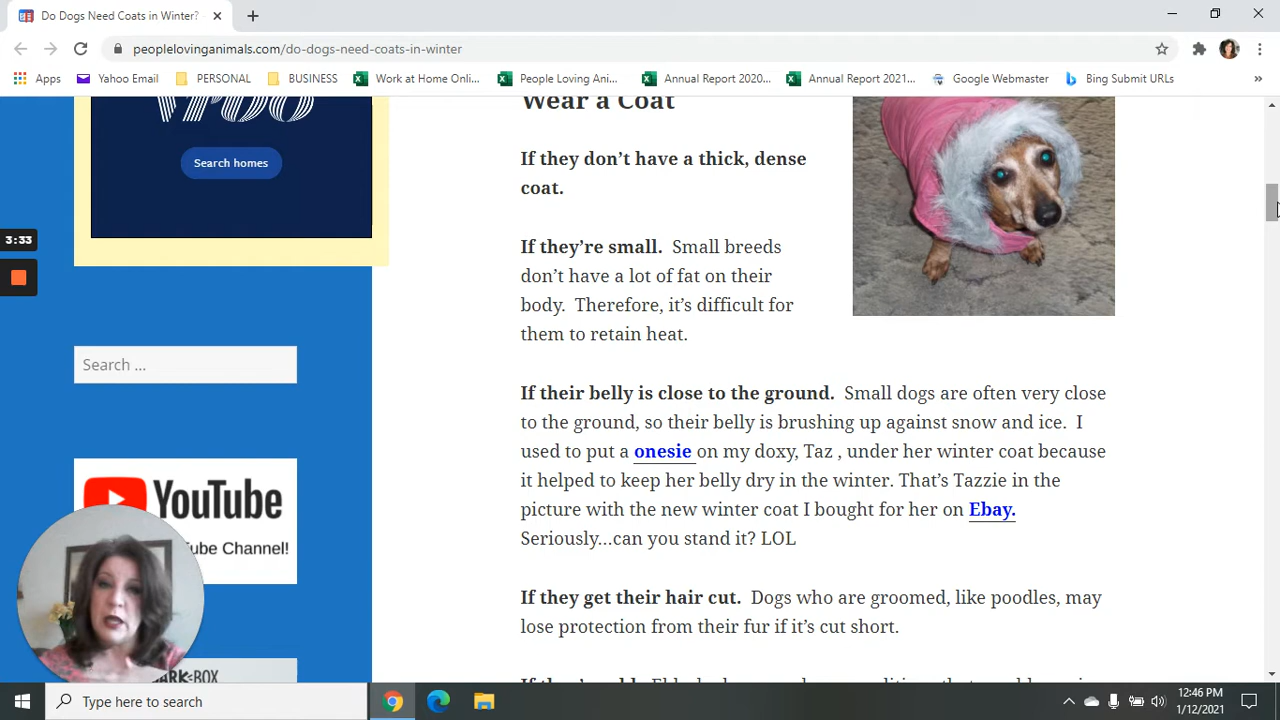 Do Dogs Need Coats in Winter?
peoplelovinganimals.com/do-dogs-need-coats-in-winter
Apps Yahoo Email PERSONAL BUSINESS Work at Home Onli... People Loving Ani... Annual Report 2020... Annual Report 2021... Google Webmaster Bing Submit URLs »
Search homes
3:33
Search ...
YouTube
Tube Channel!
Wear a Coat
If they don't have a thick, dense
coat.
If they're small. Small breeds
don't have a lot of fat on their
body. Therefore, it's difficult for
them to retain heat.
If their belly is close to the ground. Small dogs are often very close
to the ground, so their belly is brushing up against snow and ice. I
used to put a onesie on my doxy, Taz , under her winter coat because
it helped to keep her belly dry in the winter. That's Tazzie in the
picture with the new winter coat I bought for her on Ebay.
Seriously...can you stand it? LOL
If they get their hair cut. Dogs who are groomed, like poodles, may
lose protection from their fur if it's cut short.
Type here to search
12:46 PM
1/12/2021